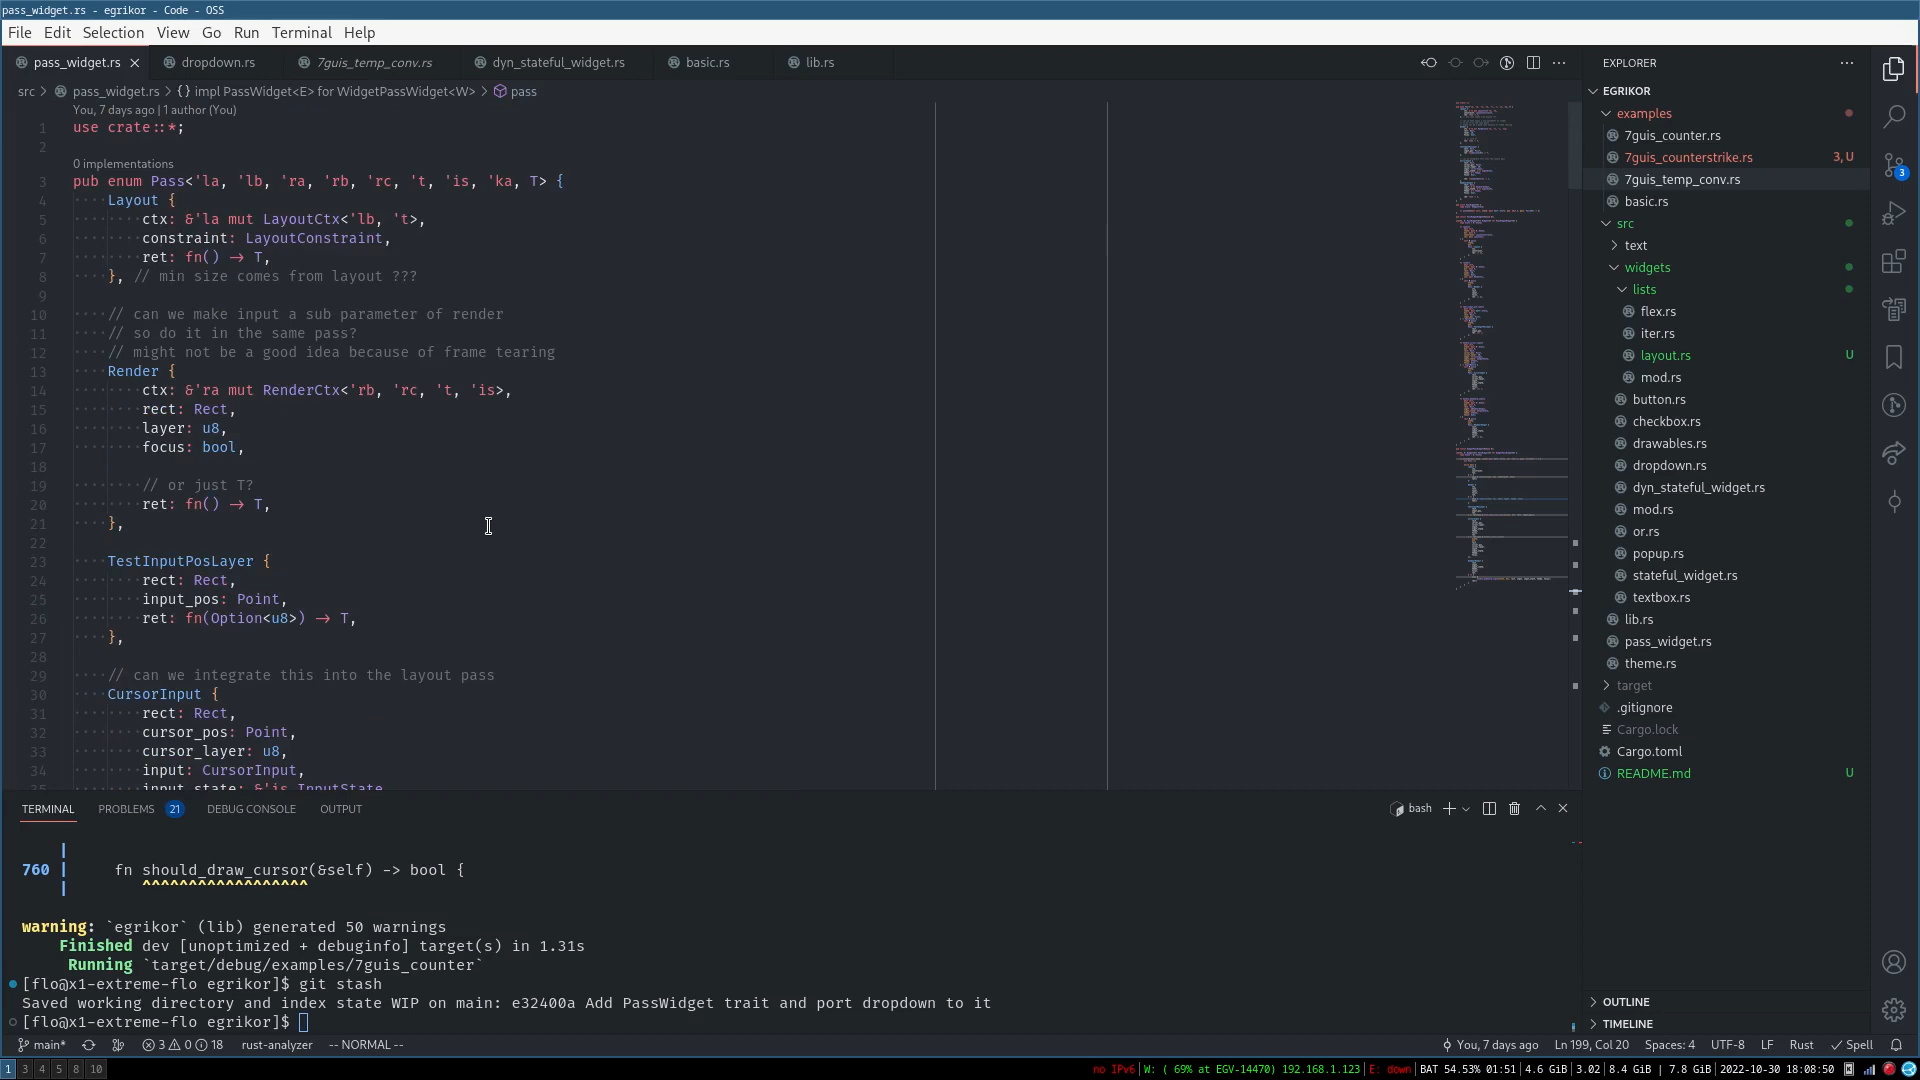 pass_widget.rs - egrikor - Code - OSS
File Edit Selection View Go Run Terminal Help
pass_widget.rs dropdown.rs 7guis_temp_conv.rs dyn_stateful_widget.rs basic.rs lib.rs
src > pass_widget.rs > {} impl PassWidget<E> for WidgetPassWidget<W> > pass
You, 7 days ago | 1 author (You)
1 use crate::*;
2
0 implementations
3 pub enum Pass<'la, 'lb, 'ra, 'rb, 'rc, 't, 'is, 'ka, T> {
4 Layout {
5 ctx: &'la mut LayoutCtx<'lb, 't>,
6 constraint: LayoutConstraint,
7 ret: fn() -> T,
8 }, // min size comes from layout ???
9
10 // can we make input a sub parameter of render
11 // so do it in the same pass?
12 // might not be a good idea because of frame tearing
13 Render {
14 ctx: &'ra mut RenderCtx<'rb, 'rc, 't, 'is>,
15 rect: Rect,
16 layer: u8,
17 focus: bool,
18
19 // or just T?
20 ret: fn() -> T,
21 },
22
23 TestInputPosLayer {
24 rect: Rect,
25 input_pos: Point,
26 ret: fn(Option<u8>) -> T,
27 },
28
29 // can we integrate this into the layout pass
30 CursorInput {
31 rect: Rect,
32 cursor_pos: Point,
33 cursor_layer: u8,
34 input: CursorInput,
35 input_state: &'is InputState
TERMINAL PROBLEMS 21 DEBUG CONSOLE OUTPUT
bash
|
760 | fn should_draw_cursor(&self) -> bool {
| ^^^^^^^^^^^^^^^^^^
warning: `egrikor` (lib) generated 50 warnings
Finished dev [unoptimized + debuginfo] target(s) in 1.31s
Running `target/debug/examples/7guis_counter`
[flo@x1-extreme-flo egrikor]$ git stash
Saved working directory and index state WIP on main: e32400a Add PassWidget trait and port dropdown to it
[flo@x1-extreme-flo egrikor]$
EXPLORER
EGRIKOR
examples
7guis_counter.rs
7guis_counterstrike.rs 3, U
7guis_temp_conv.rs
basic.rs
src
text
widgets
lists
flex.rs
iter.rs
layout.rs U
mod.rs
button.rs
checkbox.rs
drawables.rs
dropdown.rs
dyn_stateful_widget.rs
mod.rs
or.rs
popup.rs
stateful_widget.rs
textbox.rs
lib.rs
pass_widget.rs
theme.rs
target
.gitignore
Cargo.lock
Cargo.toml
README.md U
OUTLINE
TIMELINE
3
main* 3 0 18 rust-analyzer -- NORMAL -- You, 7 days ago Ln 199, Col 20 Spaces: 4 UTF-8 LF Rust Spell
1 3 4 5 8 10 no IPv6 | W: ( 69% at EGV-14470) 192.168.1.123 | E: down | BAT 54.53% 01:51 | 4.6 GiB | 3.02 | 8.4 GiB | 7.8 GiB | 2022-10-30 18:08:50